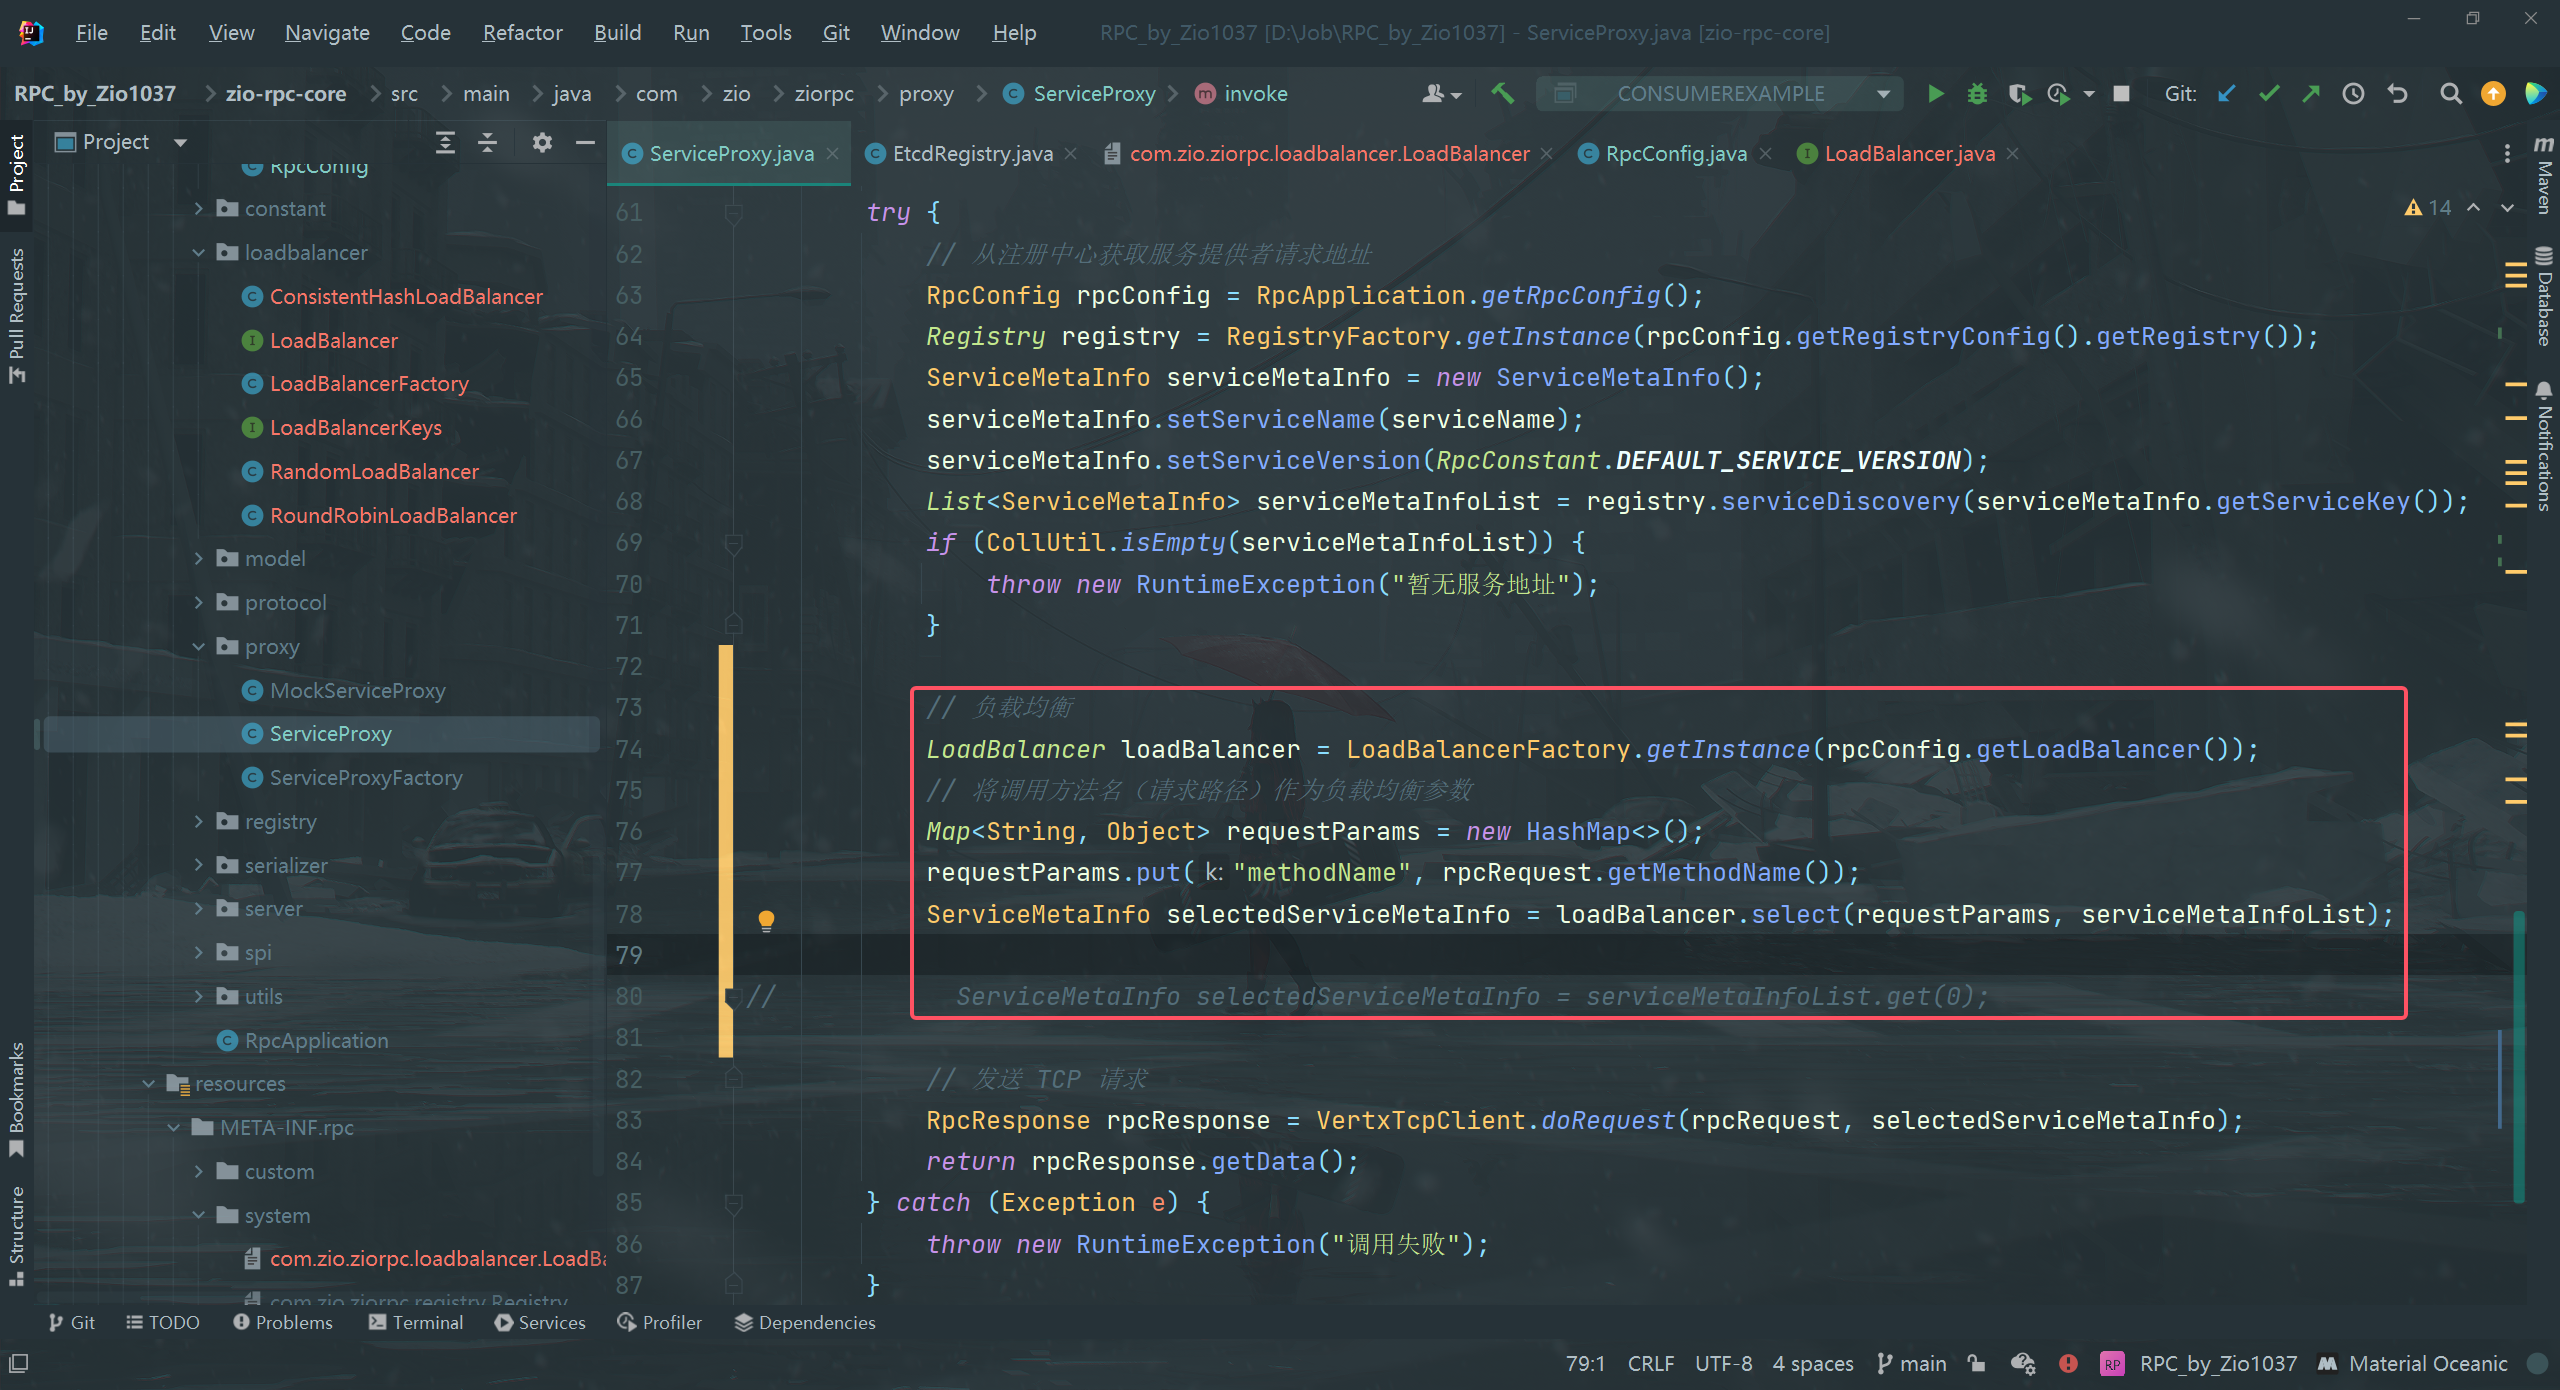 File Edit View Navigate Code Refactor Build Run Tools Git Window Help RPC_by_Zio1037 [D:\Job\RPC_by_Zio1037] - ServiceProxy.java [zio-rpc-core]
RPC_by_Zio1037 zio-rpc-core src main java com zio ziorpc proxy ServiceProxy invoke CONSUMEREXAMPLE Git:
Project
ServiceProxy.java EtcdRegistry.java com.zio.ziorpc.loadbalancer.LoadBalancer RpcConfig.java LoadBalancer.java
Project
Pull Requests
Bookmarks
Structure
RpcConfig
constant
loadbalancer
ConsistentHashLoadBalancer
LoadBalancer
LoadBalancerFactory
LoadBalancerKeys
RandomLoadBalancer
RoundRobinLoadBalancer
model
protocol
proxy
MockServiceProxy
ServiceProxy
ServiceProxyFactory
registry
serializer
server
spi
utils
RpcApplication
resources
META-INF.rpc
custom
system
com.zio.ziorpc.loadbalancer.LoadBa
com.zio.ziorpc.registry.Registry
14
61 try {
62 // 从注册中心获取服务提供者请求地址
63 RpcConfig rpcConfig = RpcApplication.getRpcConfig();
64 Registry registry = RegistryFactory.getInstance(rpcConfig.getRegistryConfig().getRegistry());
65 ServiceMetaInfo serviceMetaInfo = new ServiceMetaInfo();
66 serviceMetaInfo.setServiceName(serviceName);
67 serviceMetaInfo.setServiceVersion(RpcConstant.DEFAULT_SERVICE_VERSION);
68 List<ServiceMetaInfo> serviceMetaInfoList = registry.serviceDiscovery(serviceMetaInfo.getServiceKey());
69 if (CollUtil.isEmpty(serviceMetaInfoList)) {
70 throw new RuntimeException("暂无服务地址");
71 }
72
73 // 负载均衡
74 LoadBalancer loadBalancer = LoadBalancerFactory.getInstance(rpcConfig.getLoadBalancer());
75 // 将调用方法名（请求路径）作为负载均衡参数
76 Map<String, Object> requestParams = new HashMap<>();
77 requestParams.put( k: "methodName", rpcRequest.getMethodName());
78 ServiceMetaInfo selectedServiceMetaInfo = loadBalancer.select(requestParams, serviceMetaInfoList);
79
80 // ServiceMetaInfo selectedServiceMetaInfo = serviceMetaInfoList.get(0);
81
82 // 发送 TCP 请求
83 RpcResponse rpcResponse = VertxTcpClient.doRequest(rpcRequest, selectedServiceMetaInfo);
84 return rpcResponse.getData();
85 } catch (Exception e) {
86 throw new RuntimeException("调用失败");
87 }
Maven
Database
Notifications
Git TODO Problems Terminal Services Profiler Dependencies
79:1 CRLF UTF-8 4 spaces main RP RPC_by_Zio1037 Material Oceanic